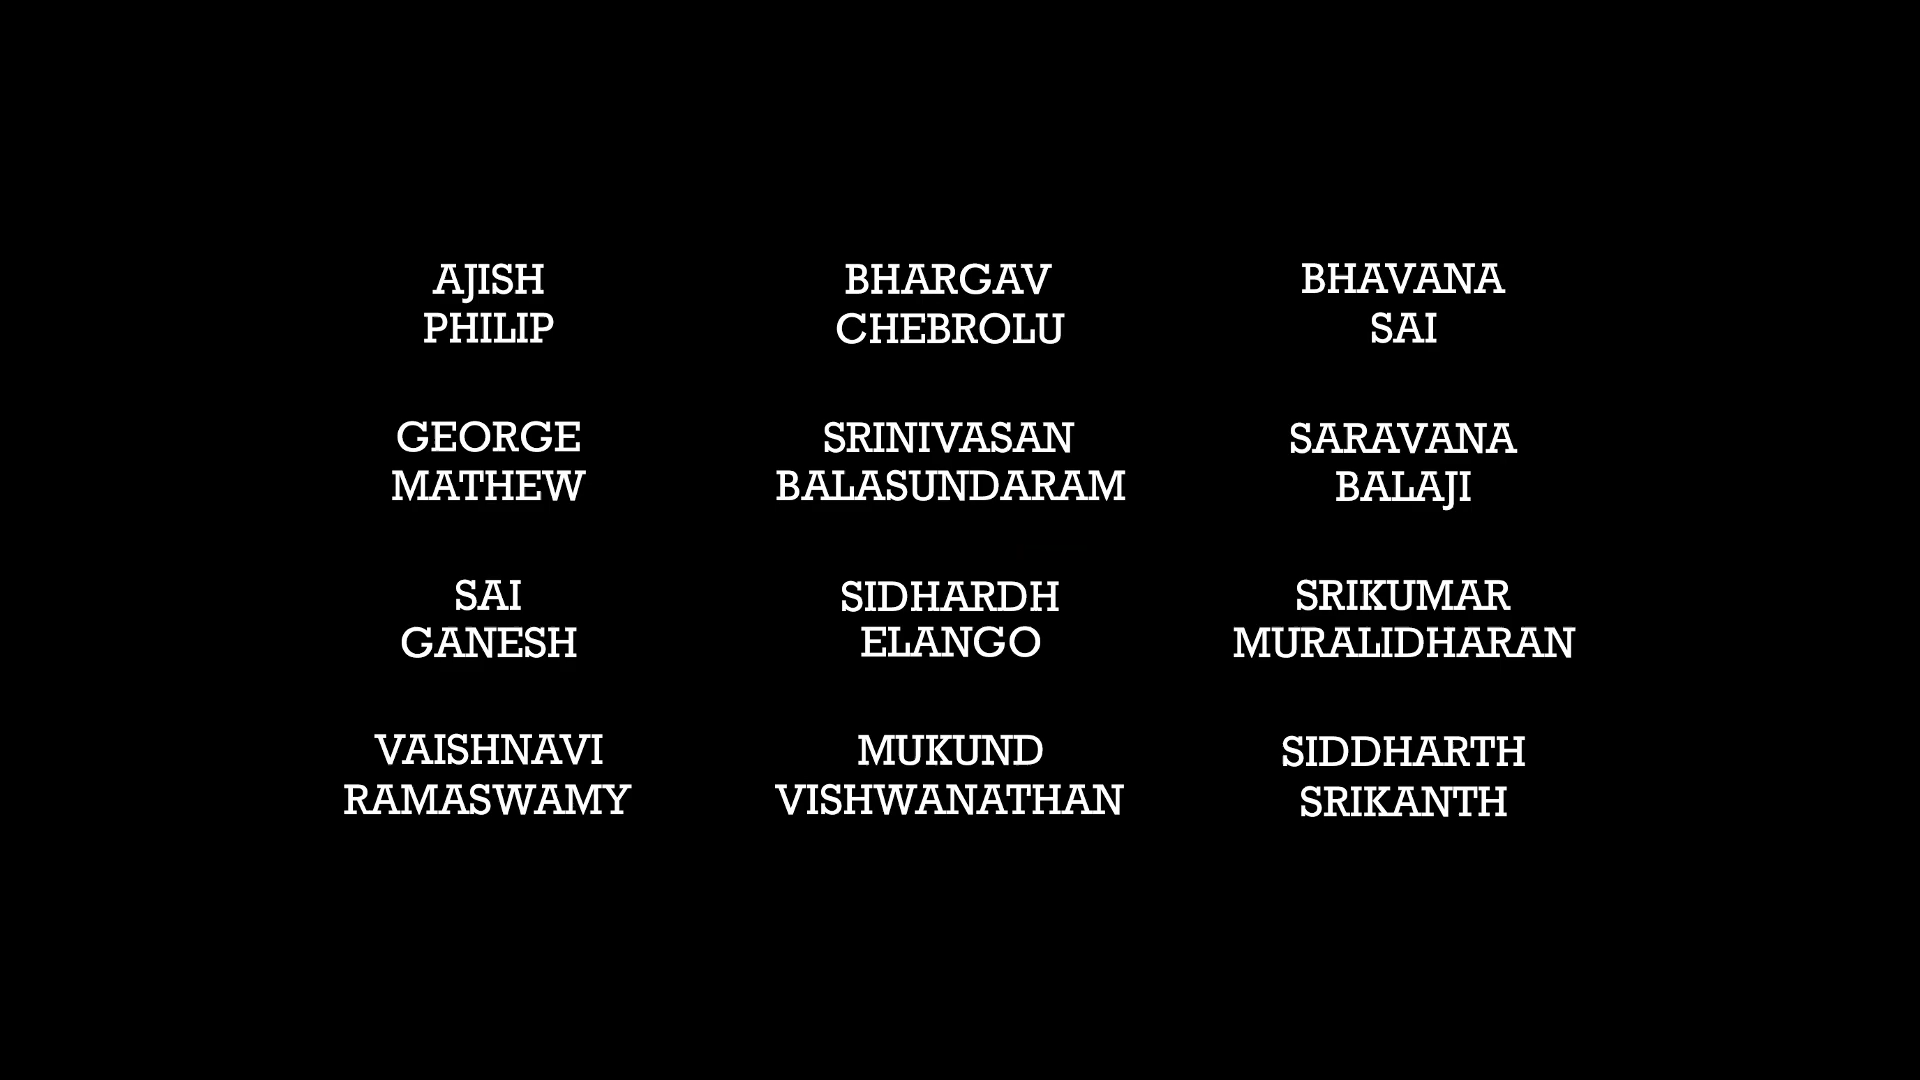 AJISH
PHILIP
BHARGAV
CHEBROLU
BHAVANA
SAI
GEORGE
MATHEW
SRINIVASAN
BALASUNDARAM
SARAVANA
BALAJI
SAI
GANESH
SIDHARDH
ELANGO
SRIKUMAR
MURALIDHARAN
VAISHNAVI
RAMASWAMY
MUKUND
VISHWANATHAN
SIDDHARTH
SRIKANTH